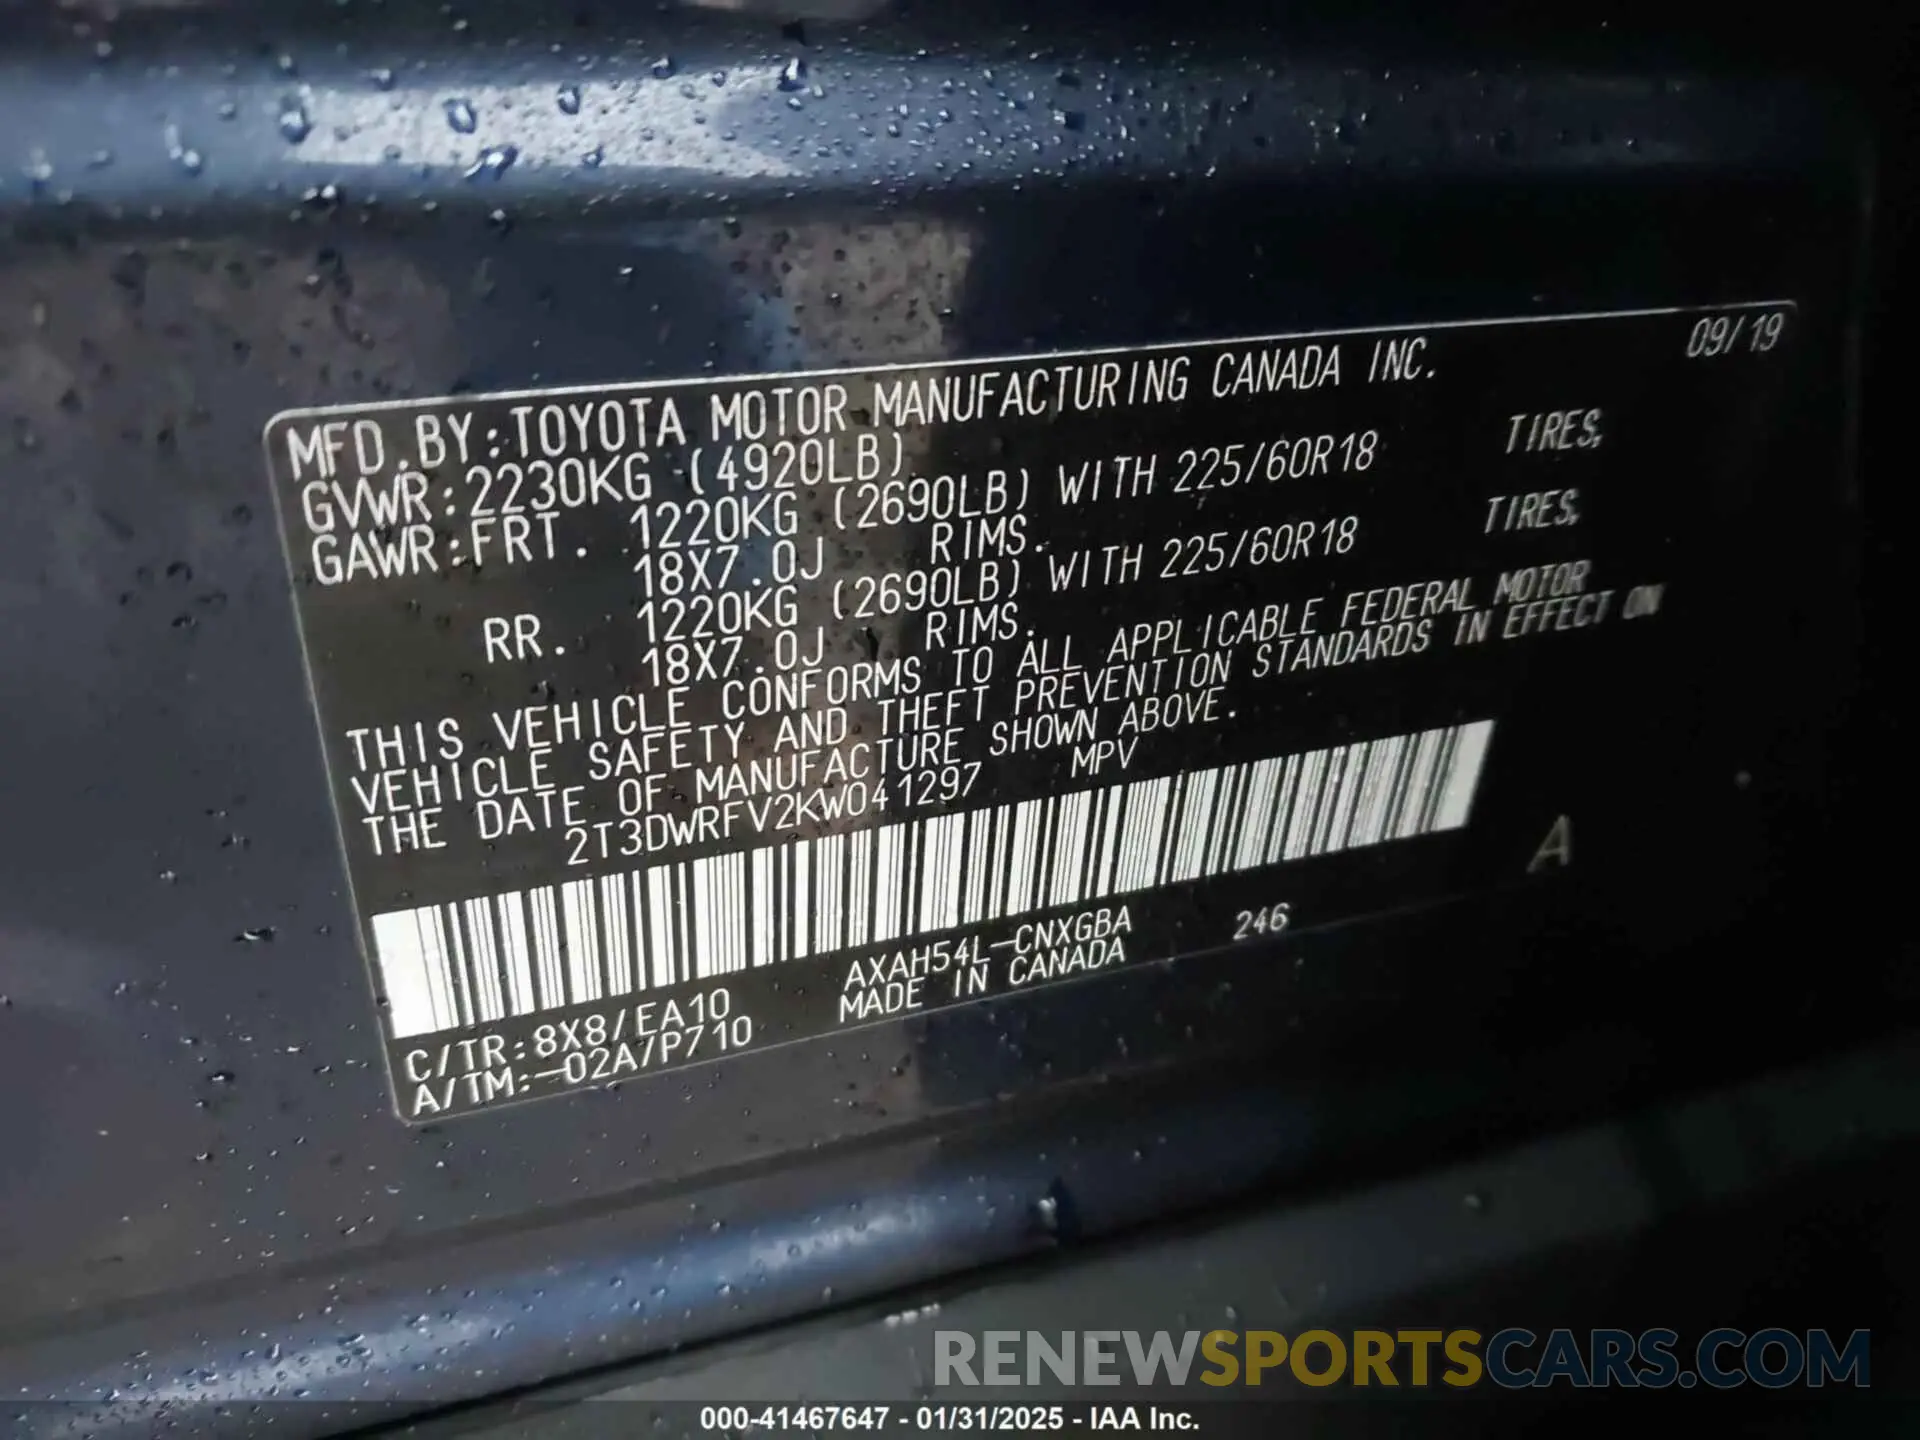 09/19
MFD.BY:TOYOTA MOTOR MANUFACTURING CANADA INC.
GVWR:2230KG (4920LB)
GAWR:FRT. 1220KG (2690LB) WITH 225/60R18 TIRES,
18X7.0J RIMS.
RR. 1220KG (2690LB) WITH 225/60R18 TIRES,
18X7.0J RIMS.
THIS VEHICLE CONFORMS TO ALL APPLICABLE FEDERAL MOTOR
VEHICLE SAFETY AND THEFT PREVENTION STANDARDS IN EFFECT ON
THE DATE OF MANUFACTURE SHOWN ABOVE.
2T3DWRFV2KW041297 MPV
A
AXAH54L-CNXGBA 246
MADE IN CANADA
C/TR:8X8/EA10
A/TM:-02A/P710
RENEWSPORTSCARS.COM
000-41467647 - 01/31/2025 - IAA Inc.